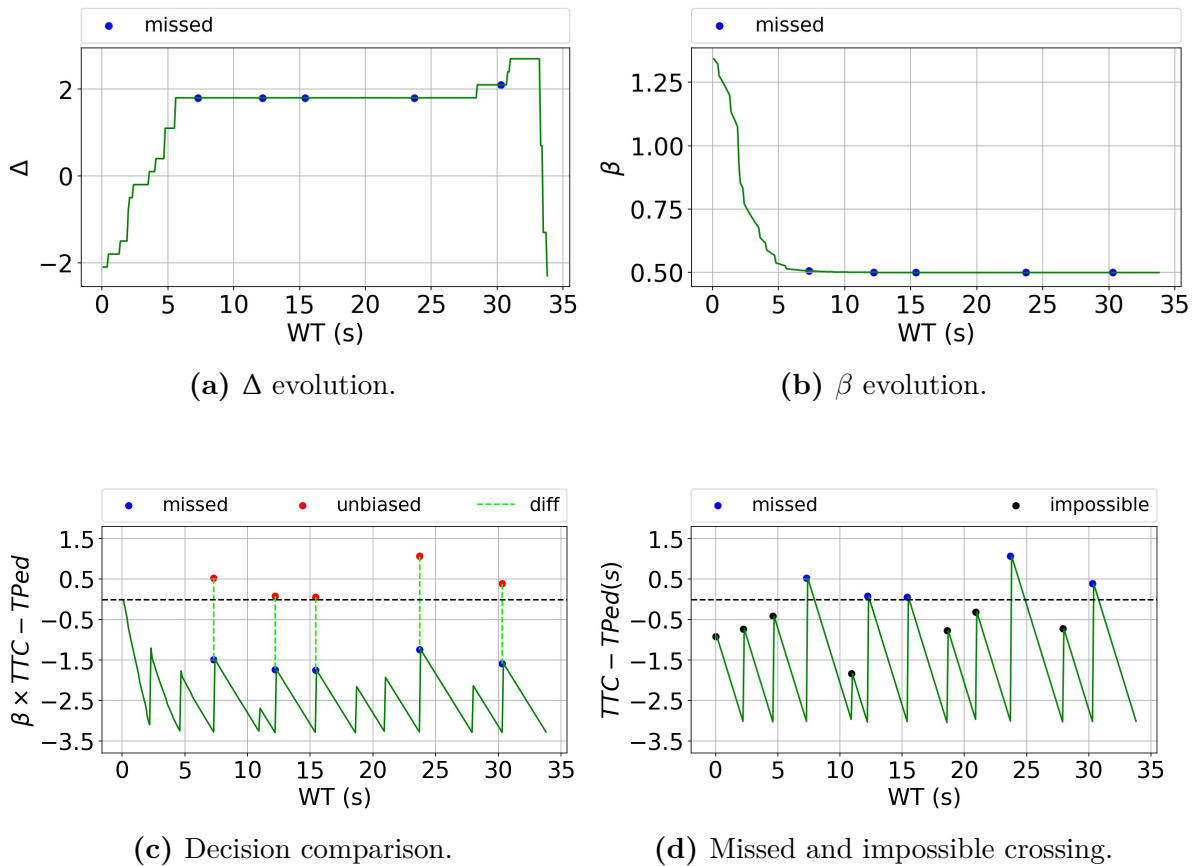 missed
missed
2
0
−2
Δ
0 5 10 15 20 25 30 35
WT (s)
1.25
1.00
0.75
0.50
β
0 5 10 15 20 25 30 35
WT (s)
(a) Δ evolution.
(b) β evolution.
missed unbiased diff
missed impossible
1.5
0.5
−0.5
−1.5
−2.5
−3.5
β × TTC − TPed
0 5 10 15 20 25 30 35
WT (s)
1.5
0.5
−0.5
−1.5
−2.5
−3.5
TTC − TPed(s)
0 5 10 15 20 25 30 35
WT (s)
(c) Decision comparison.
(d) Missed and impossible crossing.